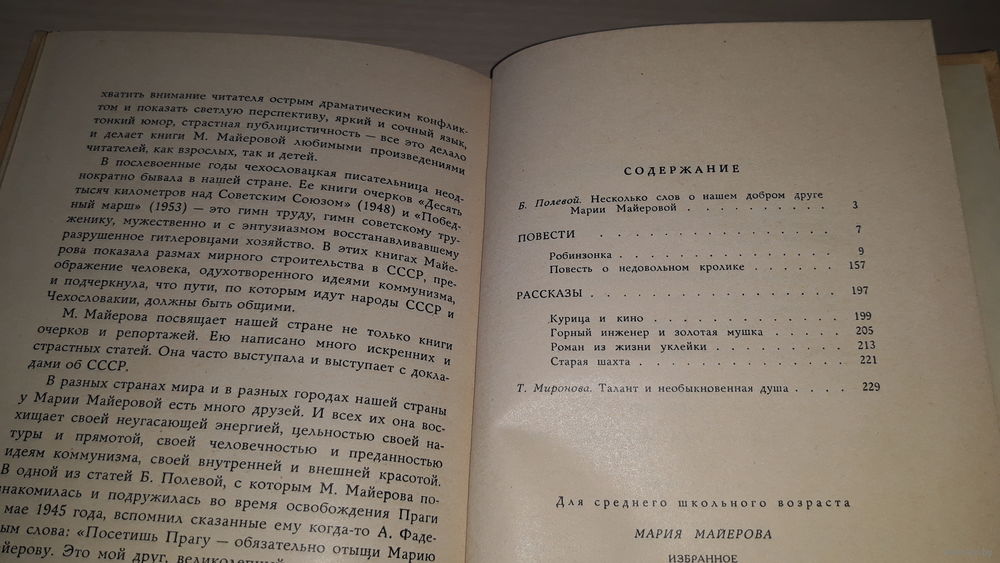 хватить внимание читателя острым драматическим конфлик-
том и показать светлую перспективу, яркий и сочный язык,
тонкий юмор, страстная публицистичность — все это делало
и делает книги М. Майеровой любимыми произведениями
читателей, как взрослых, так и детей.
В послевоенные годы чехословацкая писательница неод-
нократно бывала в нашей стране. Ее книги очерков «Десять
тысяч километров над Советским Союзом» (1948) и «Побед-
ный марш» (1953) — это гимн труду, гимн советскому тру-
женику, мужественно и с энтузиазмом восстанавливавшему
разрушенное гитлеровцами хозяйство. В этих книгах Майе-
рова показала размах мирного строительства в СССР, пре-
ображение человека, одухотворенного идеями коммунизма,
и подчеркнула, что пути, по которым идут народы СССР и
Чехословакии, должны быть общими.
М. Майерова посвящает нашей стране не только книги
очерков и репортажей. Ею написано много искренних и
страстных статей. Она часто выступала и выступает с докла-
дами об СССР.
В разных странах мира и в разных городах нашей страны
у Марии Майеровой есть много друзей. И всех их она вос-
хищает своей неугасающей энергией, цельностью своей на-
туры и прямотой, своей человечностью и преданностью
идеям коммунизма, своей внутренней и внешней красотой.
В одной из статей Б. Полевой, с которым М. Майерова по-
знакомилась и подружилась во время освобождения Праги
мае 1945 года, вспомнил сказанные ему когда-то А. Фаде-
ым слова: «Посетишь Прагу — обязательно отыщи Марию
айерову. Это мой друг,
СОДЕРЖАНИЕ
Б. Полевой. Несколько слов о нашем добром друге
Марии Майеровой . . . . . . . . . 3
ПОВЕСТИ . . . . . . . . . . . . 7
Робинзонка . . . . . . . . . . . 9
Повесть о недовольном кролике . . . . . . 157
РАССКАЗЫ . . . . . . . . . . . . 197
Курица и кино . . . . . . . . . . 199
Горный инженер и золотая мушка . . . . . 205
Роман из жизни уклейки . . . . . . . . 213
Старая шахта . . . . . . . . . . . 221
Т. Миронова. Талант и необыкновенная душа . . . . 229
Для среднего школьного возраста
МАРИЯ МАЙЕРОВА
ИЗБРАННОЕ